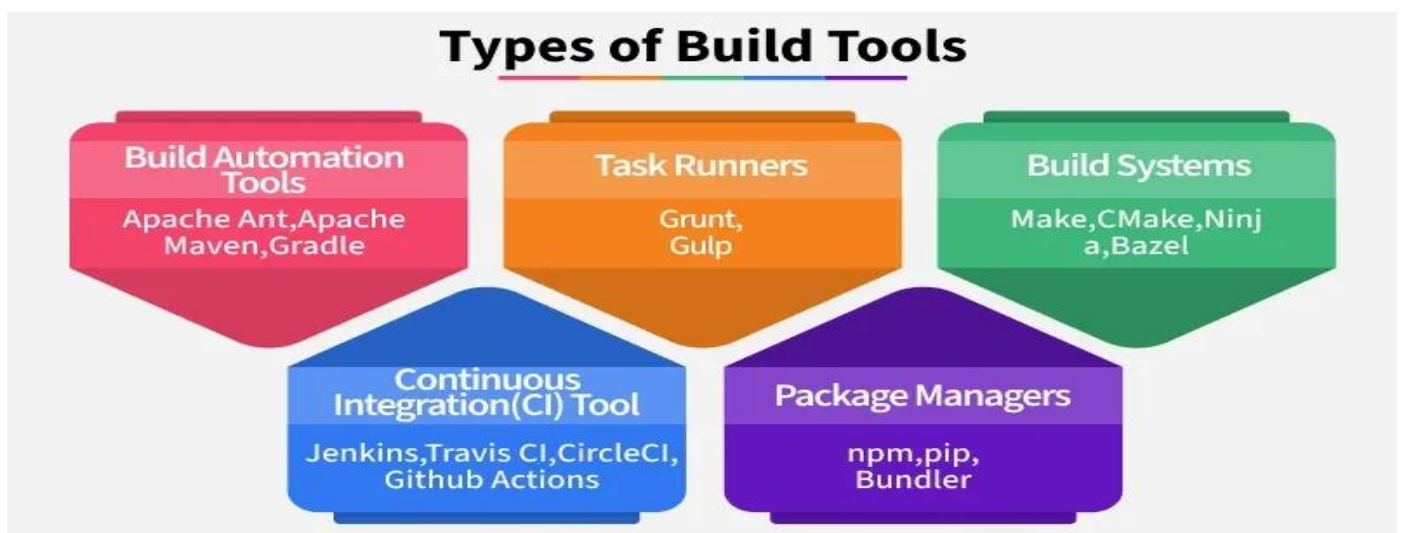 Types of Build Tools
Build Automation
Tools
Apache Ant,Apache
Maven,Gradle
Task Runners
Grunt,
Gulp
Build Systems
Make,CMake,Ninj
a,Bazel
Continuous
Integration(CI) Tool
Jenkins,Travis CI,CircleCI,
Github Actions
Package Managers
npm,pip,
Bundler